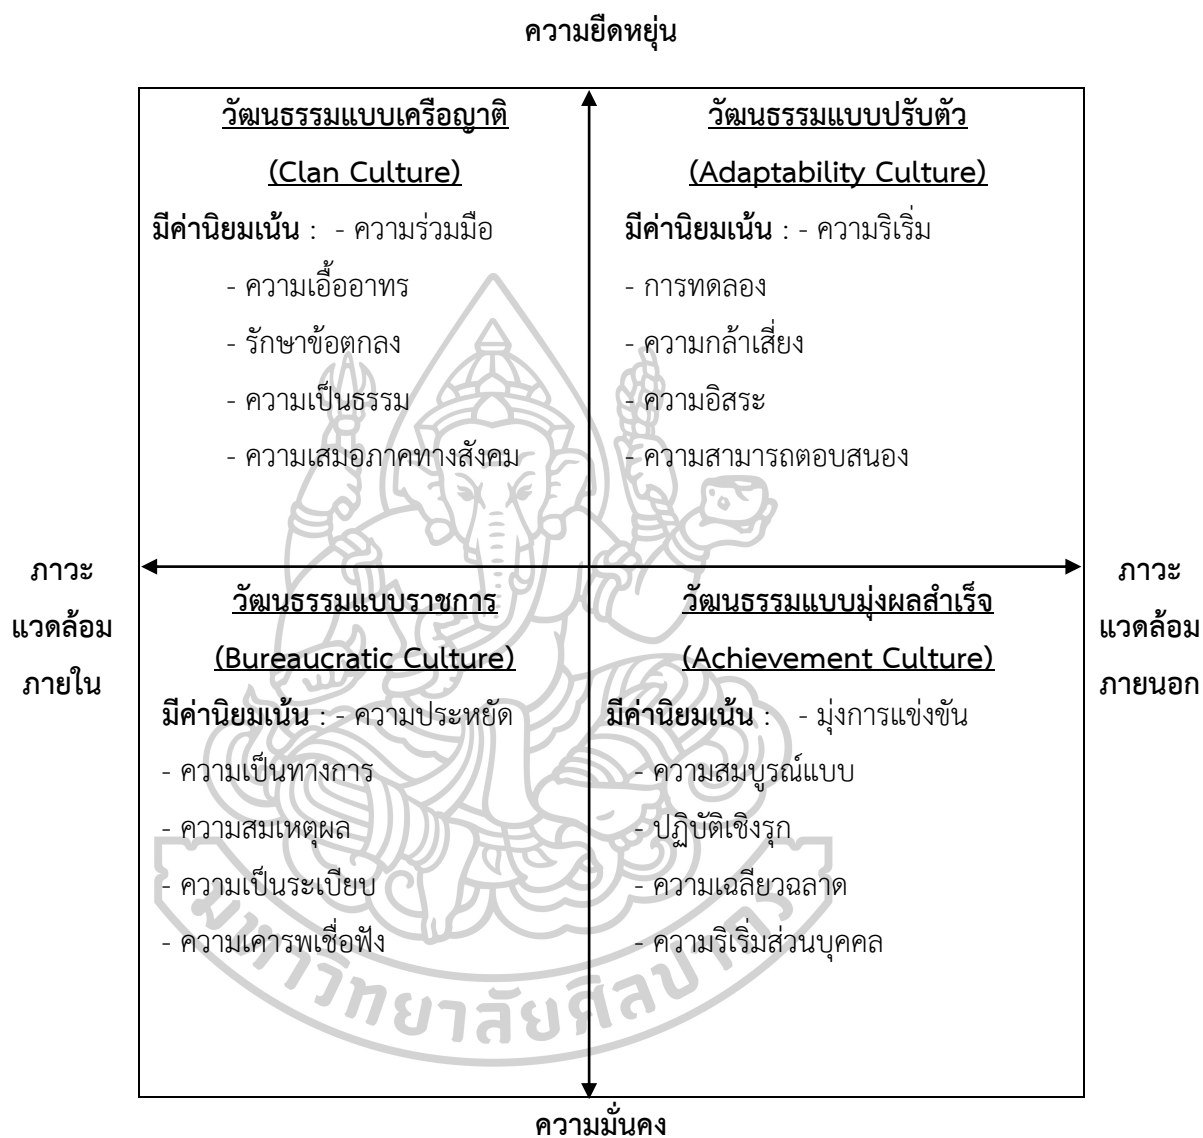 ความยืดหยุ่น
วัฒนธรรมแบบเครือญาติ
(Clan Culture)
มีค่านิยมเน้น : - ความร่วมมือ
- ความเอื้ออาทร
- รักษาข้อตกลง
- ความเป็นธรรม
- ความเสมอภาคทางสังคม
วัฒนธรรมแบบปรับตัว
(Adaptability Culture)
มีค่านิยมเน้น : - ความริเริ่ม
- การทดลอง
- ความกล้าเสี่ยง
- ความอิสระ
- ความสามารถตอบสนอง
ภาวะ
แวดล้อม
ภายใน
วัฒนธรรมแบบราชการ
(Bureaucratic Culture)
มีค่านิยมเน้น : - ความประหยัด
- ความเป็นทางการ
- ความสมเหตุผล
- ความเป็นระเบียบ
- ความเคารพเชื่อฟัง
วัฒนธรรมแบบมุ่งผลสำเร็จ
(Achievement Culture)
มีค่านิยมเน้น : - มุ่งการแข่งขัน
- ความสมบูรณ์แบบ
- ปฏิบัติเชิงรุก
- ความเฉลียวฉลาด
- ความริเริ่มส่วนบุคคล
ภาวะ
แวดล้อม
ภายนอก
มหาวิทยาลัยศิลปากร
ความมั่นคง